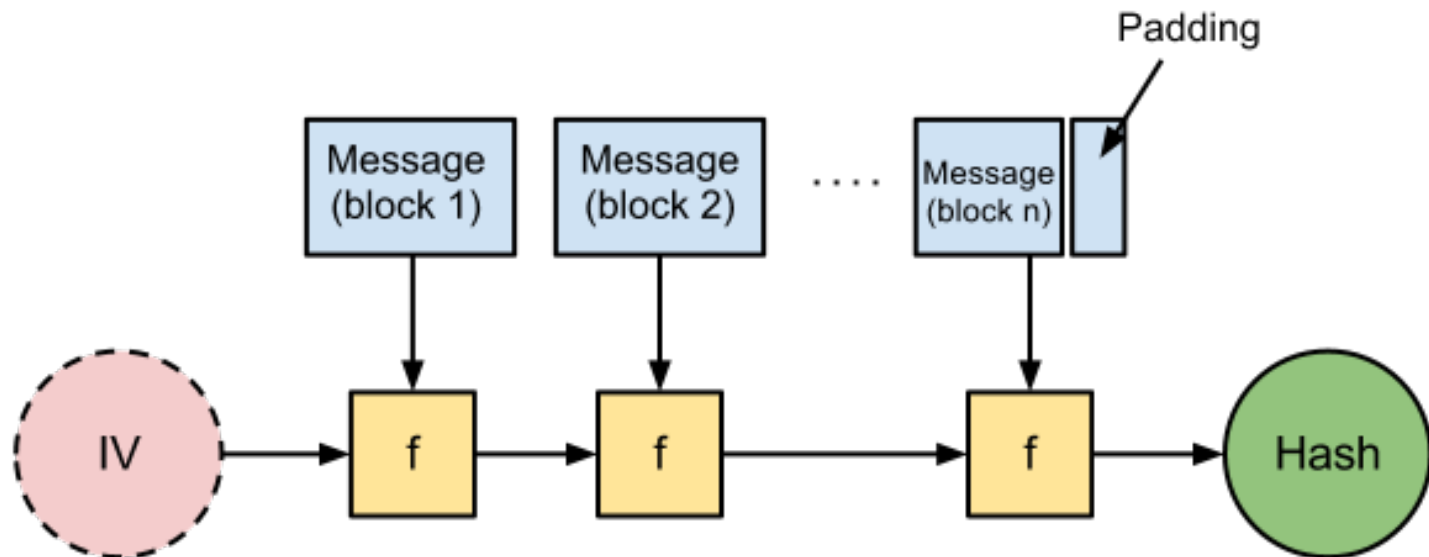 Padding
Message
(block 1)
Message
(block 2)
....
Message
(block n)
IV
f
f
f
Hash